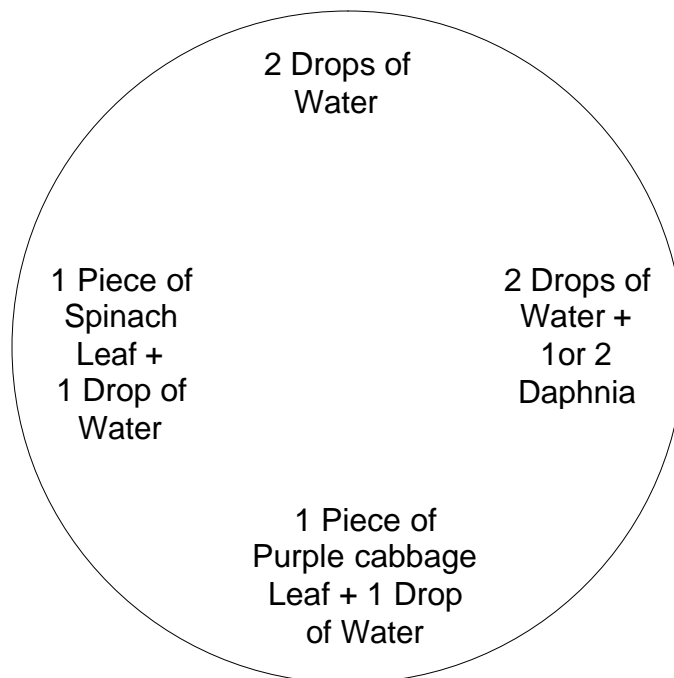 2 Drops of
Water
1 Piece of
Spinach
Leaf +
1 Drop of
Water
2 Drops of
Water +
1or 2
Daphnia
1 Piece of
Purple cabbage
Leaf + 1 Drop
of Water